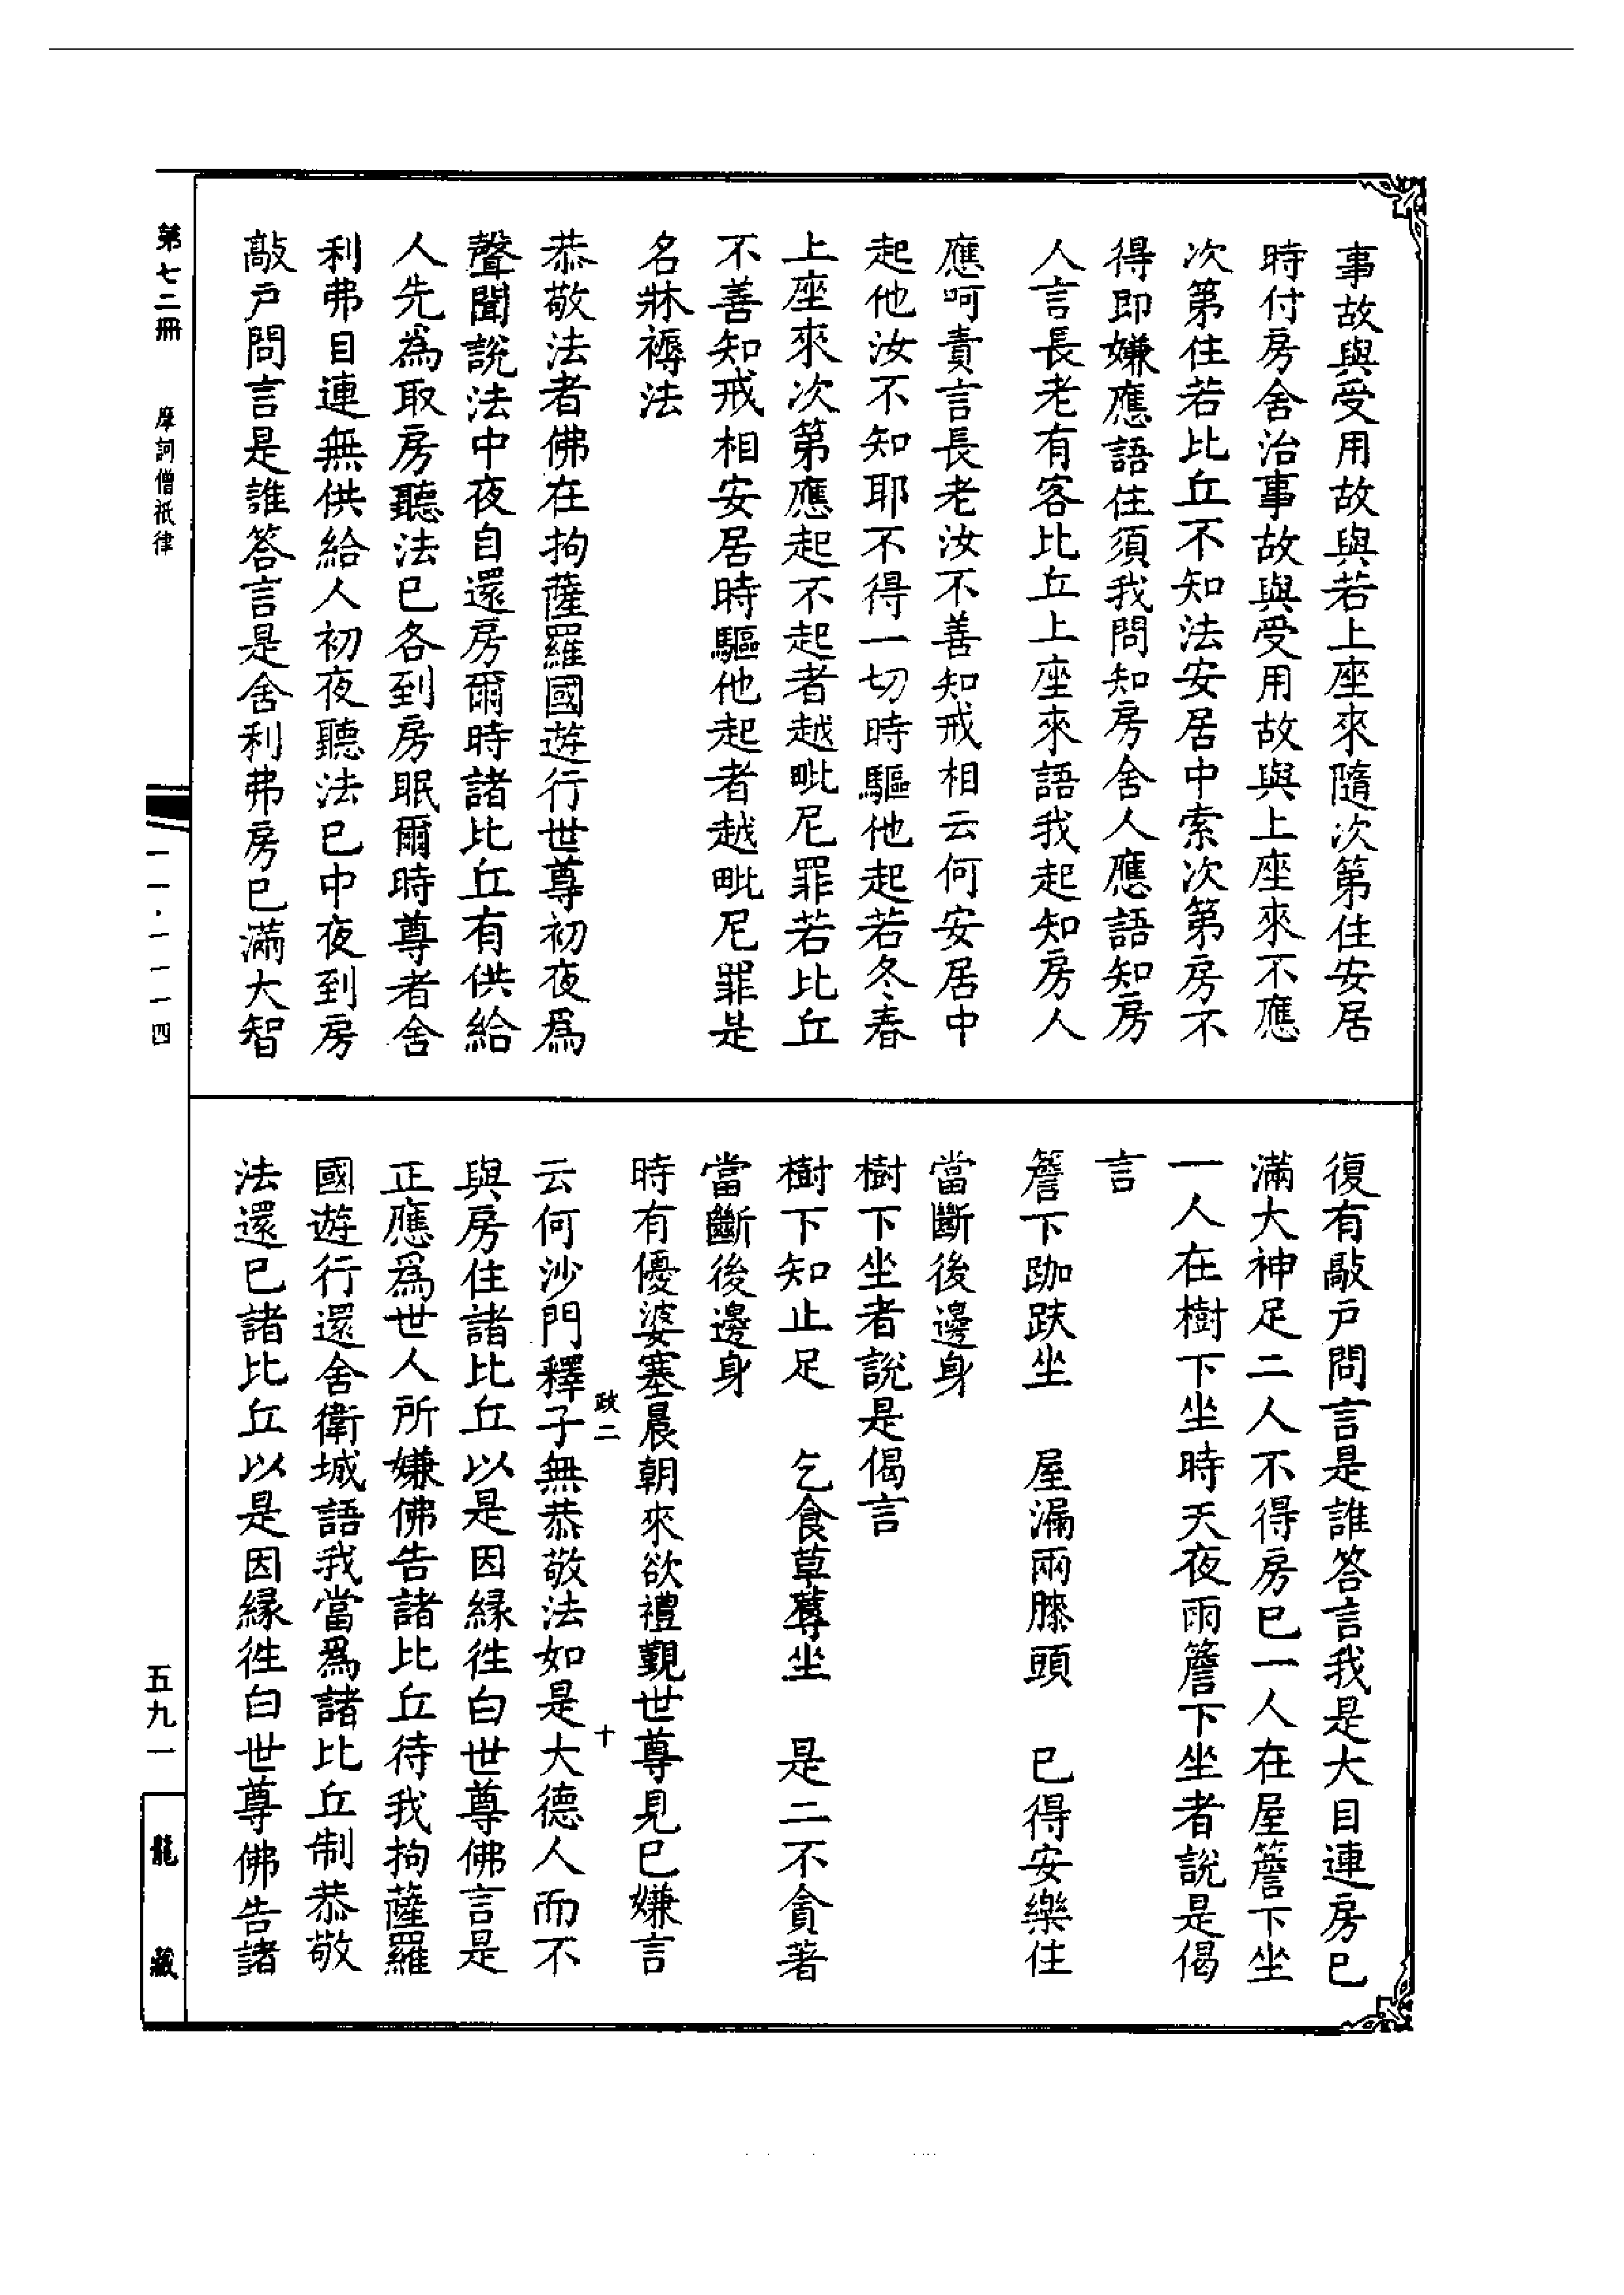 事故與受用故與若上座來隨次第住安居
時付房舍治事故與受用故與上座來不應
次第住若比丘不知法安居中索次第房不
得即嫌應語住須我問知房舍人應語知房
人言長老有客比丘上座來語我起知房人
應呵責言長老汝不善知戒相云何安居中
起他汝不知耶不得一切時驅他起若冬春
上座來次第應起不起者越毗尼罪若比丘
不善知戒相安居時驅他起者越毗尼罪是
名牀褥法
恭敬法者佛在拘薩羅國遊行世尊初夜爲
聲聞說法中夜自還房爾時諸比丘有供給
人先爲取房聽法已各到房眠爾時尊者舍
利弗目連無供給人初夜聽法已中夜到房
敲戶問言是誰答言是舍利弗房已滿大智
復有敲戶問言是誰答言我是大目連房已
滿大神足二人不得房已一人在屋簷下坐
一人在樹下坐時天夜雨簷下坐者說是偈
言
簷下跏趺坐　屋漏兩膝頭　已得安樂住
當斷後邊身
樹下坐者說是偈言
樹下知止足　乞食草蓐坐　是二不貪著
當斷後邊身
時有優婆塞晨朝來欲禮覲世尊見已嫌言
政二　十
云何沙門釋子無恭敬法如是大德人而不
與房住諸比丘以是因緣往白世尊佛言是
正應爲世人所嫌佛告諸比丘待我拘薩羅
國遊行還舍衛城語我當爲諸比丘制恭敬
法還已諸比丘以是因緣往白世尊佛告諸
第七二冊　摩訶僧祇律　一一·一一一四　五九一
龍藏